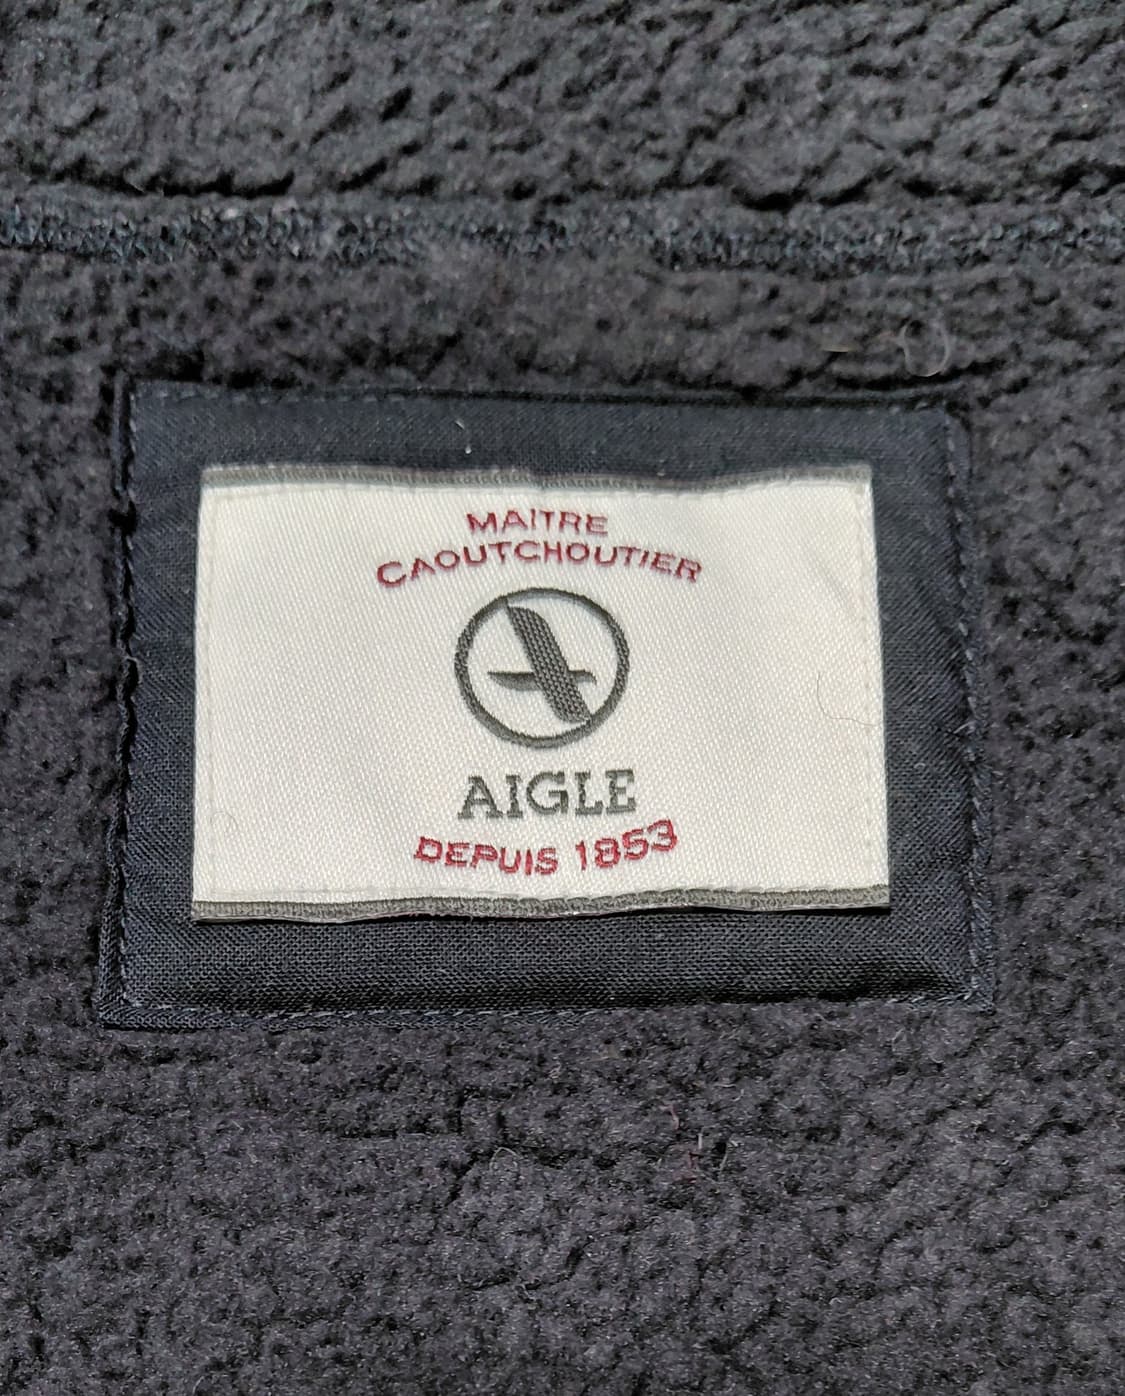 MAITRE
CAOUTCHOUTIER
AIGLE
DEPUIS 1853